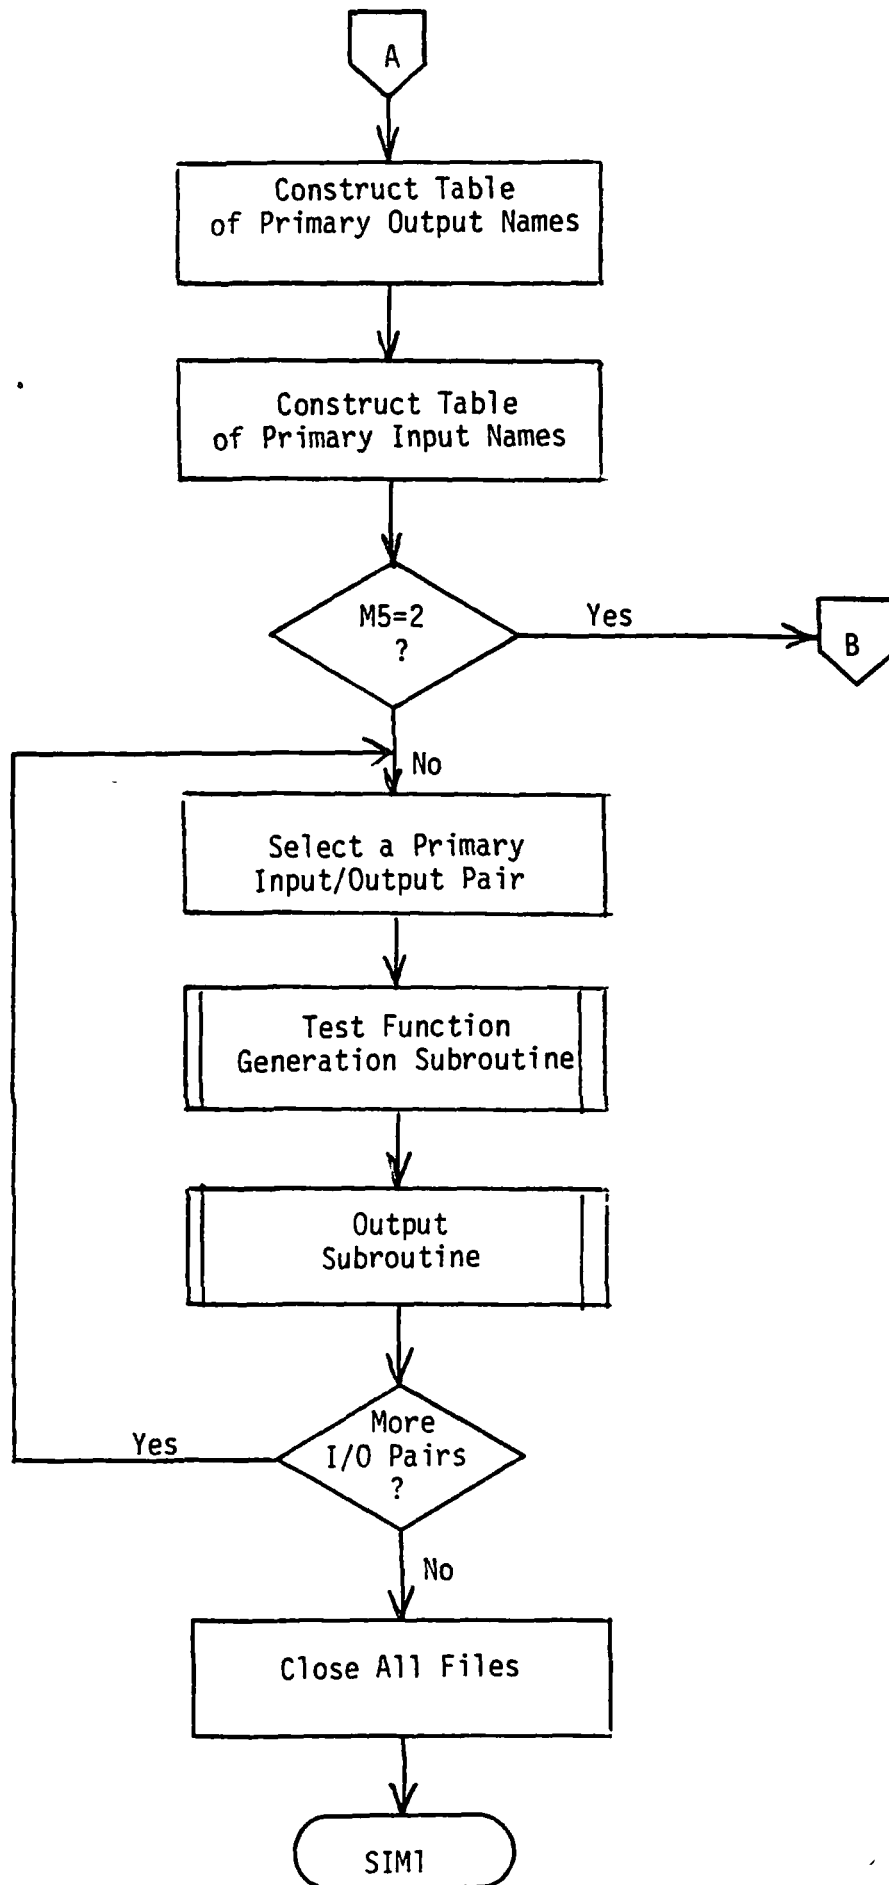 A
Construct Table
of Primary Output Names
Construct Table
of Primary Input Names
M5=2
?
Yes
B
No
Select a Primary
Input/Output Pair
Test Function
Generation Subroutine
Output
Subroutine
More
I/O Pairs
?
Yes
No
Close All Files
SIM1